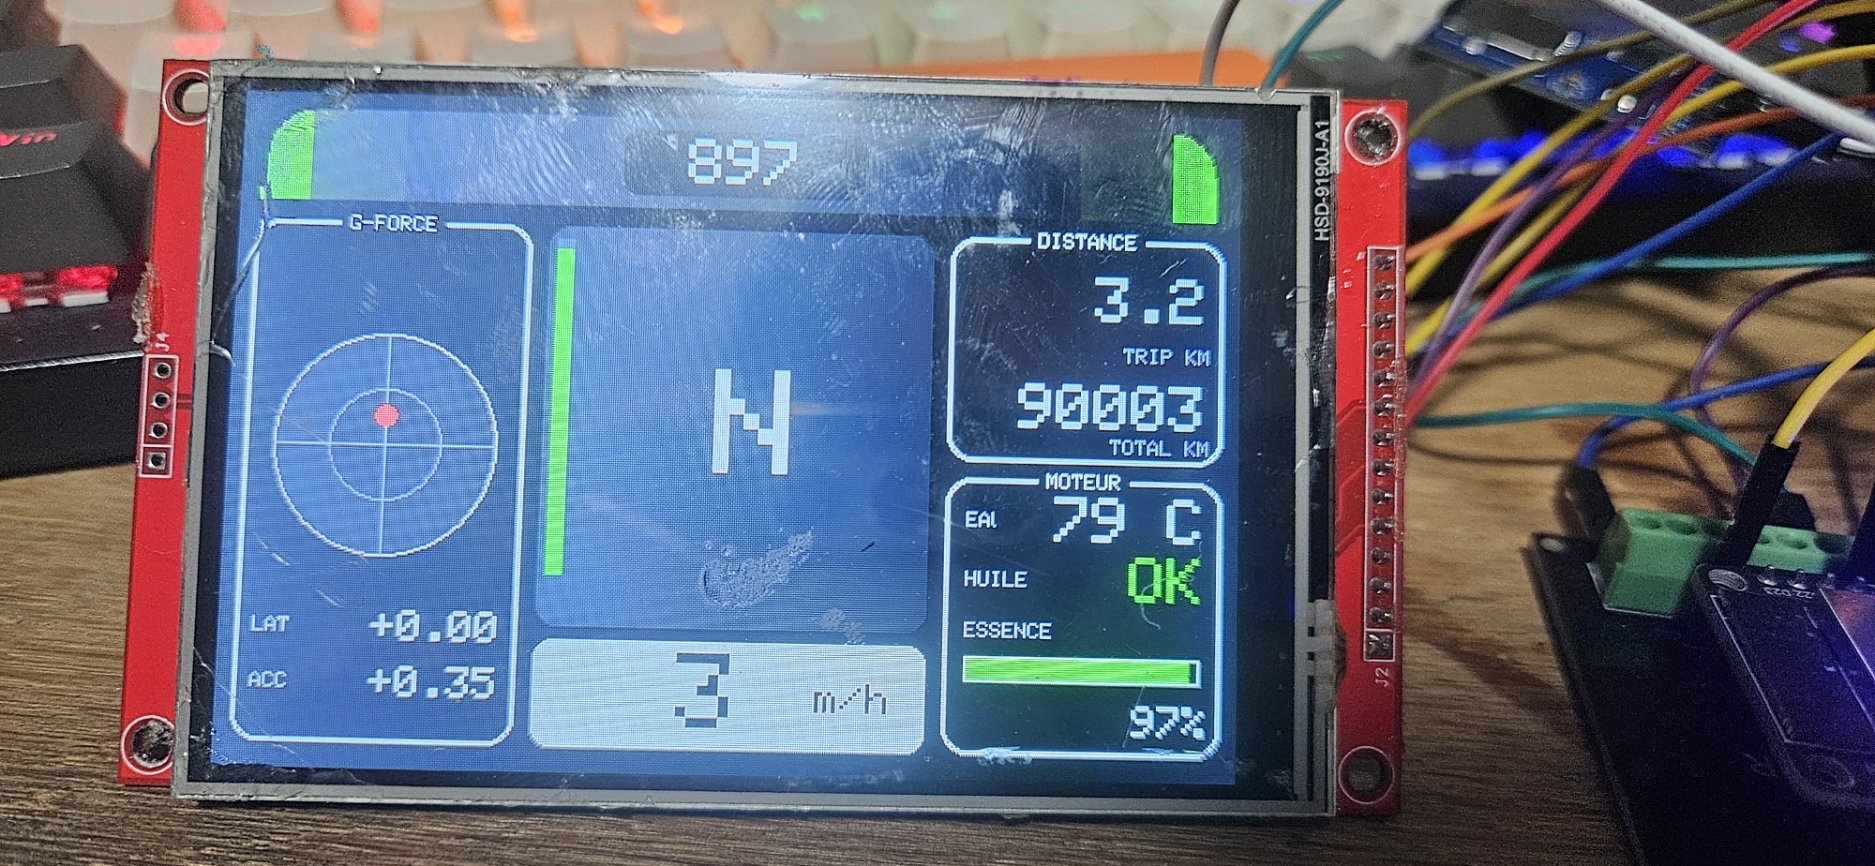 Win
897
HSD-9190J-A1
G-FORCE
DISTANCE
3.2
TRIP KM
90003
TOTAL KM
J4
N
MOTEUR
EAU 79 C
HUILE OK
ESSENCE
97%
LAT +0.00
ACC +0.35
3 m/h
J2